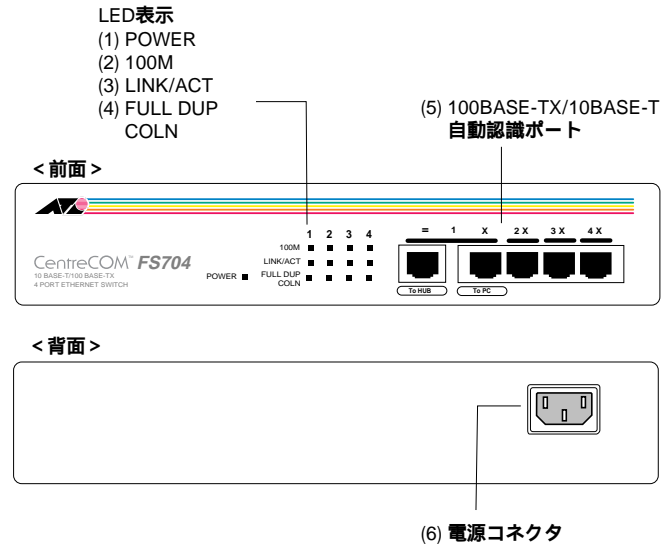 LED表示
(1) POWER
(2) 100M
(3) LINK/ACT
(4) FULL DUP
COLN
(5) 100BASE-TX/10BASE-T
自動認識ポート
<前面>
1 2 3 4
= 1 X 2 X 3 X 4 X
100M
LINK/ACT
CentreCOM™ FS704
10 BASE-T/100 BASE-TX
4 PORT ETHERNET SWITCH
POWER
FULL DUP
COLN
To HUB
To PC
<背面>
(6) 電源コネクタ